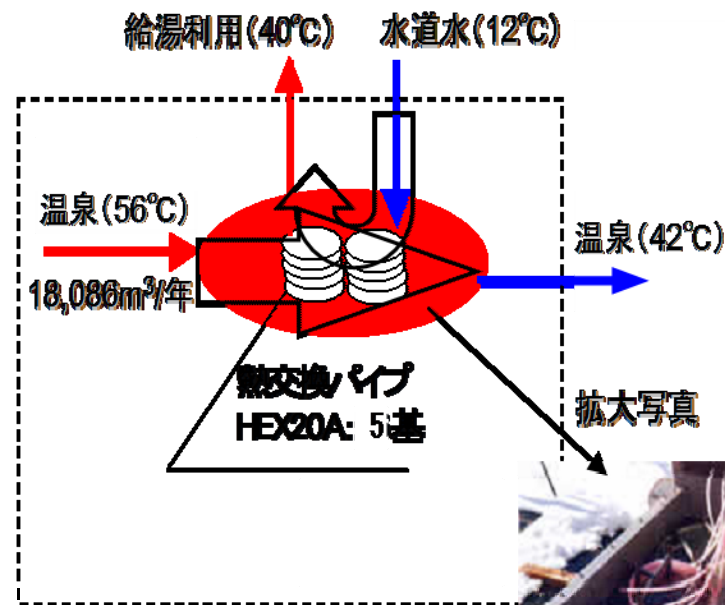 給湯利用(40℃)
水道水(12℃)
温泉(56℃)
18,086m³/年
温泉(42℃)
熱交換パイプ
HEX20A: 5基
拡大写真